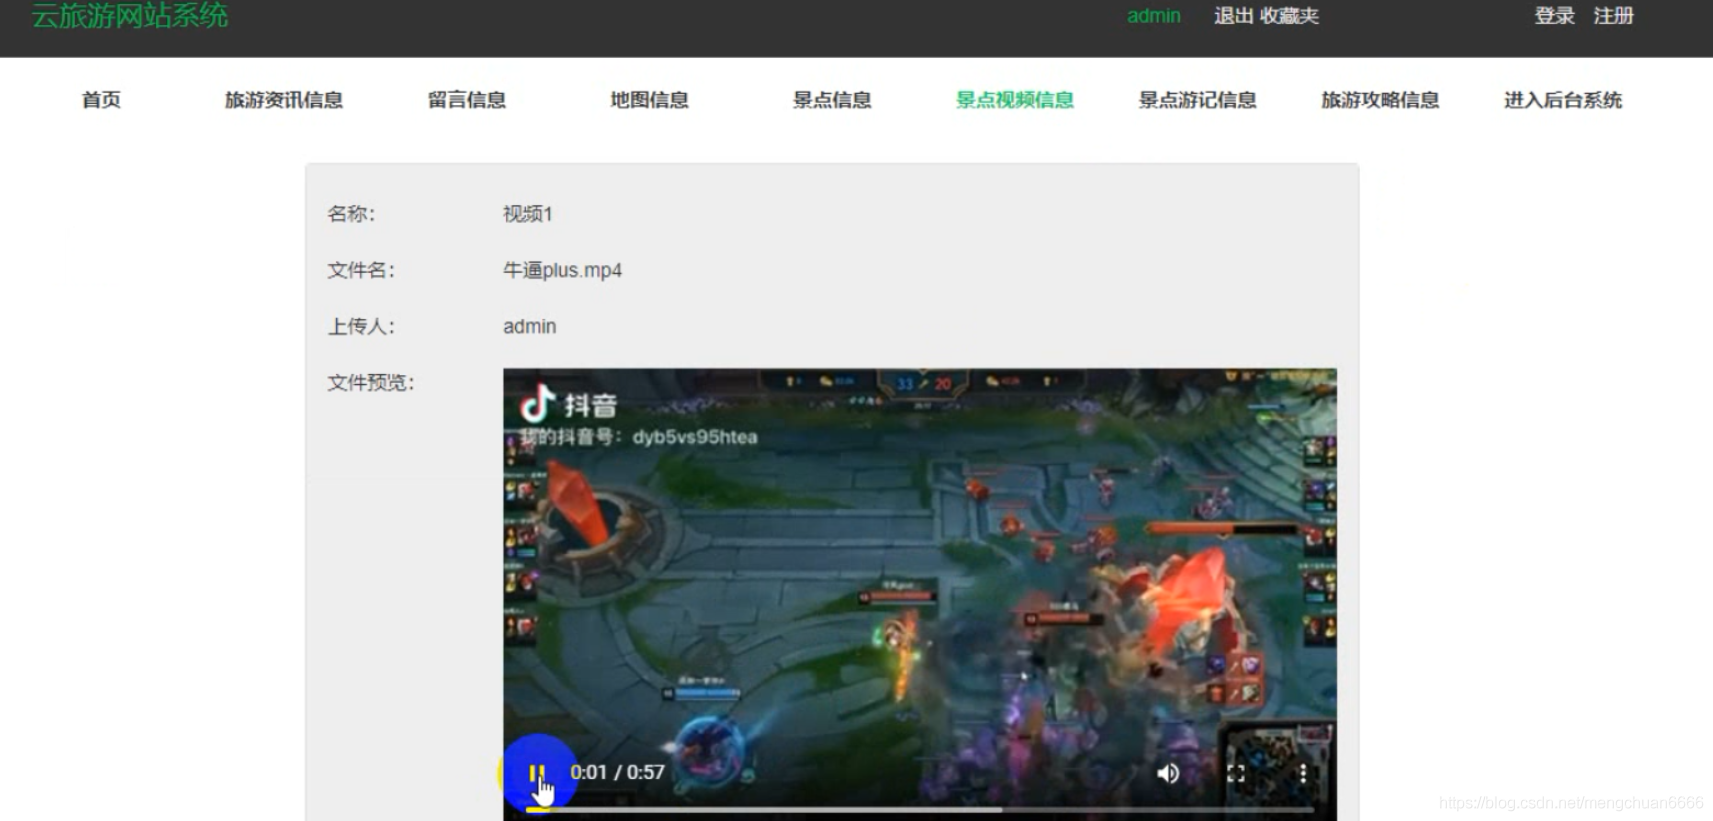 云旅游网站系统
admin 退出 收藏夹 登录 注册
首页 旅游资讯信息 留言信息 地图信息 景点信息 景点视频信息 景点游记信息 旅游攻略信息 进入后台系统
名称： 视频1
文件名： 牛逼plus.mp4
上传人： admin
文件预览：
33 20
抖音
我的抖音号：dyb5vs95htea
0:01 / 0:57
https://blog.csdn.net/mengchuan6666